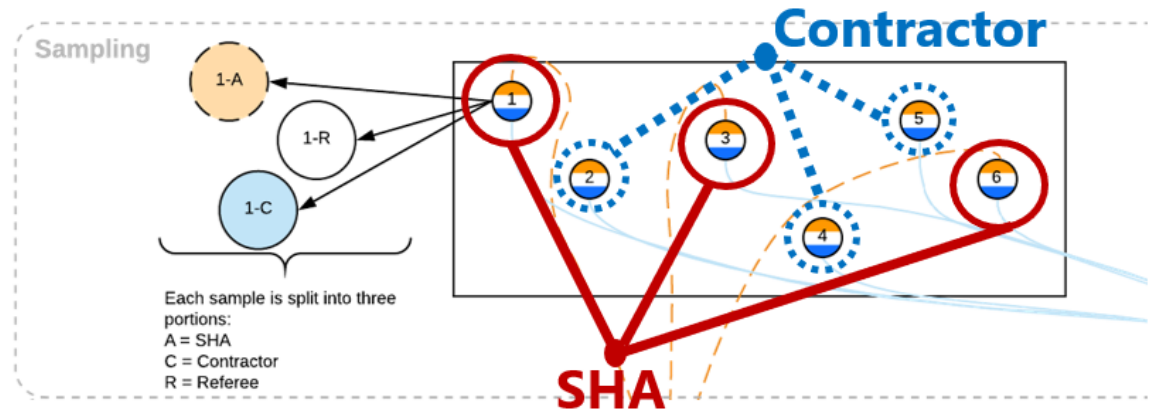 Sampling
Contractor
1-A
1-R
1-C
1
2
3
4
5
6
Each sample is split into three
portions:
A = SHA
C = Contractor
R = Referee
SHA